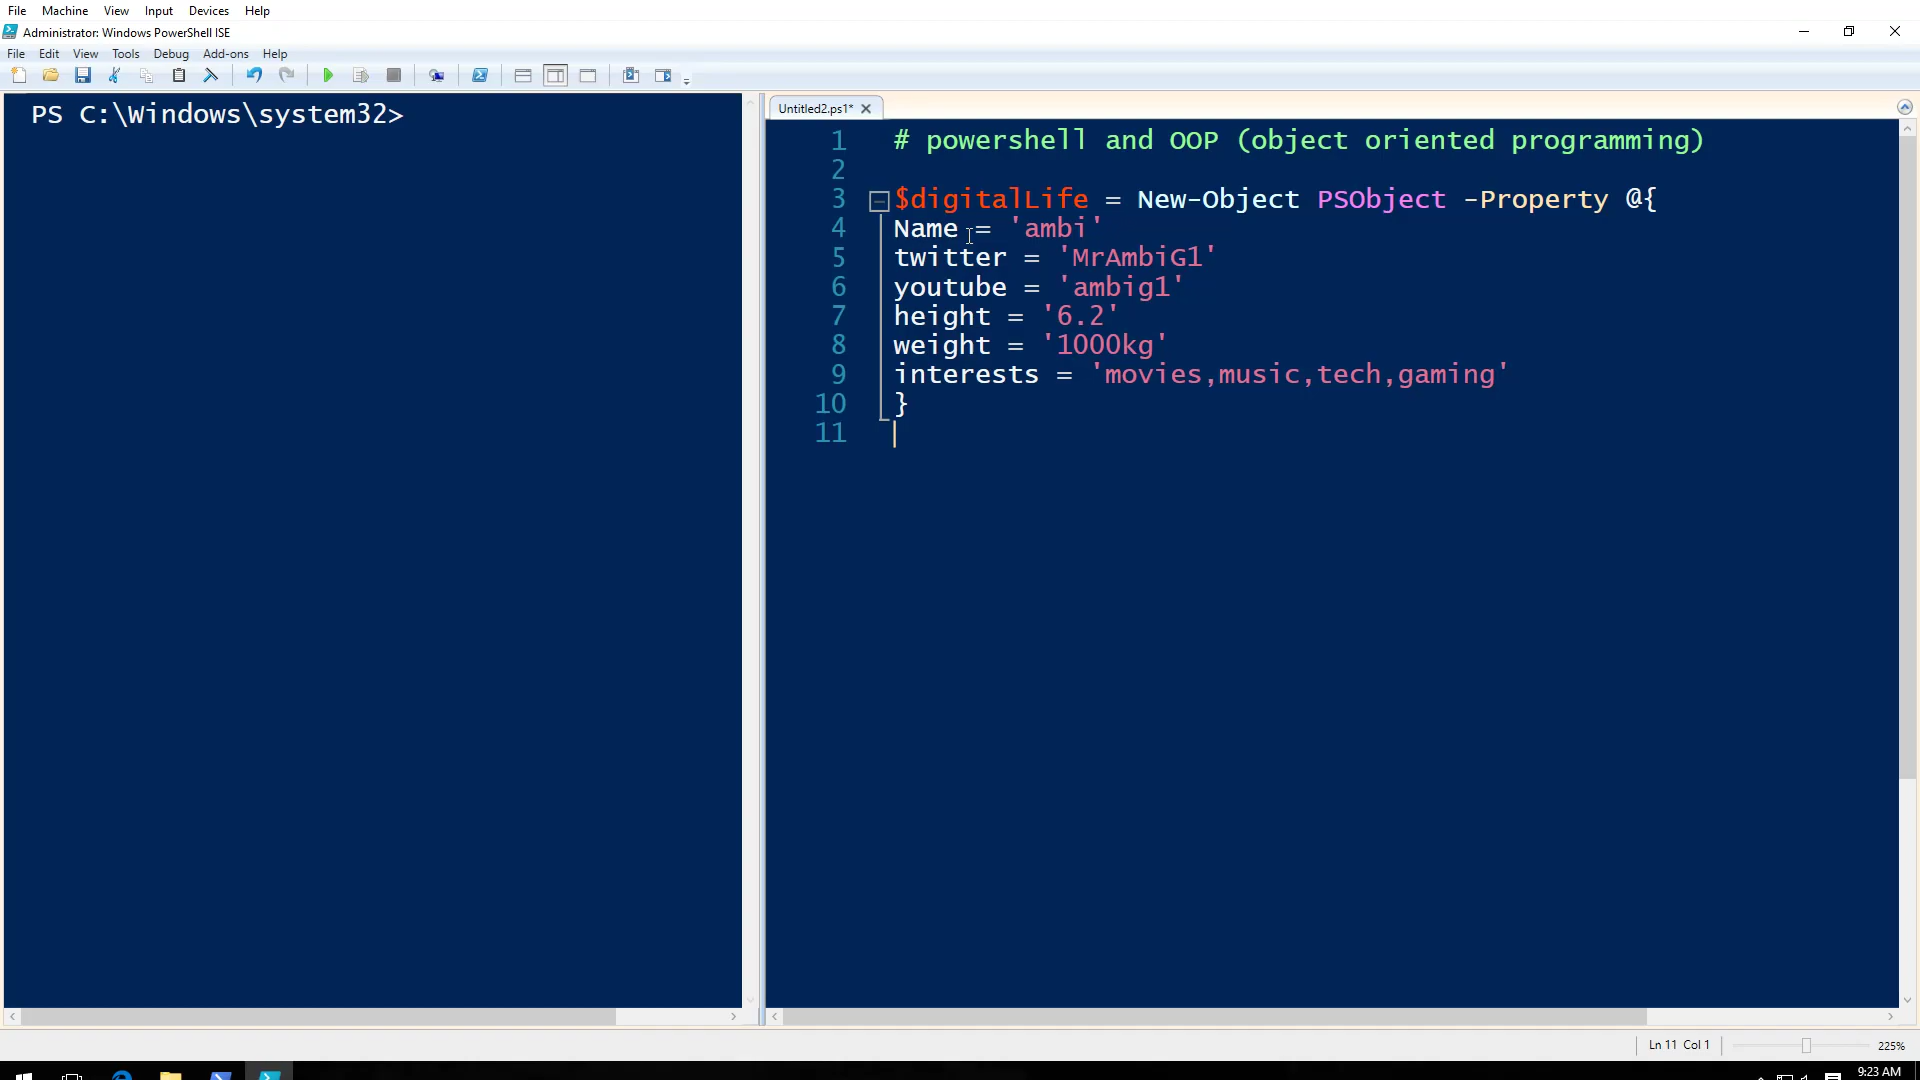 File Machine View Input Devices Help
Administrator: Windows PowerShell ISE
File Edit View Tools Debug Add-ons Help
PS C:\Windows\system32>
Untitled2.ps1*
1 # powershell and OOP (object oriented programming)
2
3 $digitalLife = New-Object PSObject -Property @{
4 Name = 'ambi'
5 twitter = 'MrAmbiG1'
6 youtube = 'ambig1'
7 height = '6.2'
8 weight = '1000kg'
9 interests = 'movies,music,tech,gaming'
10 }
11
Ln 11 Col 1
225%
9:23 AM